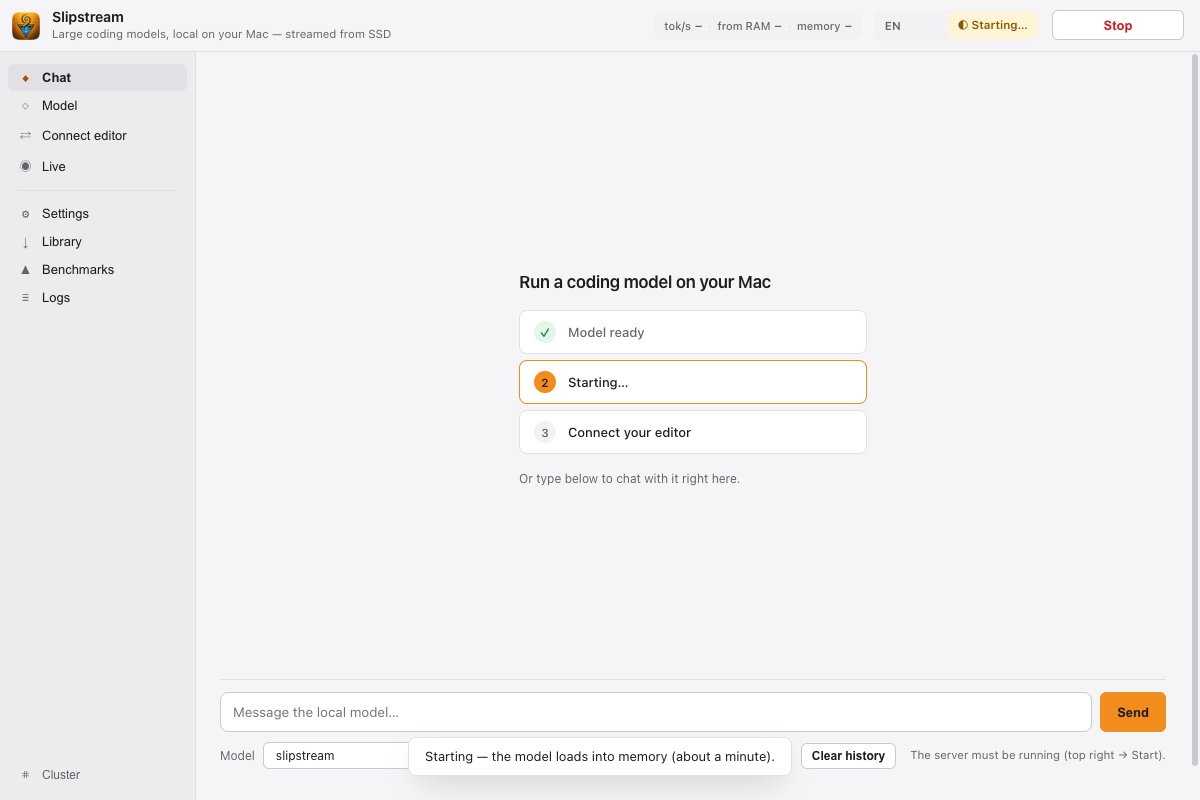 Slipstream
Large coding models, local on your Mac — streamed from SSD
tok/s – · from RAM – · memory –
EN
Starting…
Stop
Chat
Model
Connect editor
Live
Settings
Library
Benchmarks
Logs
Cluster
Run a coding model on your Mac
Model ready
2 Starting…
3 Connect your editor
Or type below to chat with it right here.
Message the local model…
Send
Model slipstream
Starting — the model loads into memory (about a minute).
Clear history
The server must be running (top right → Start).